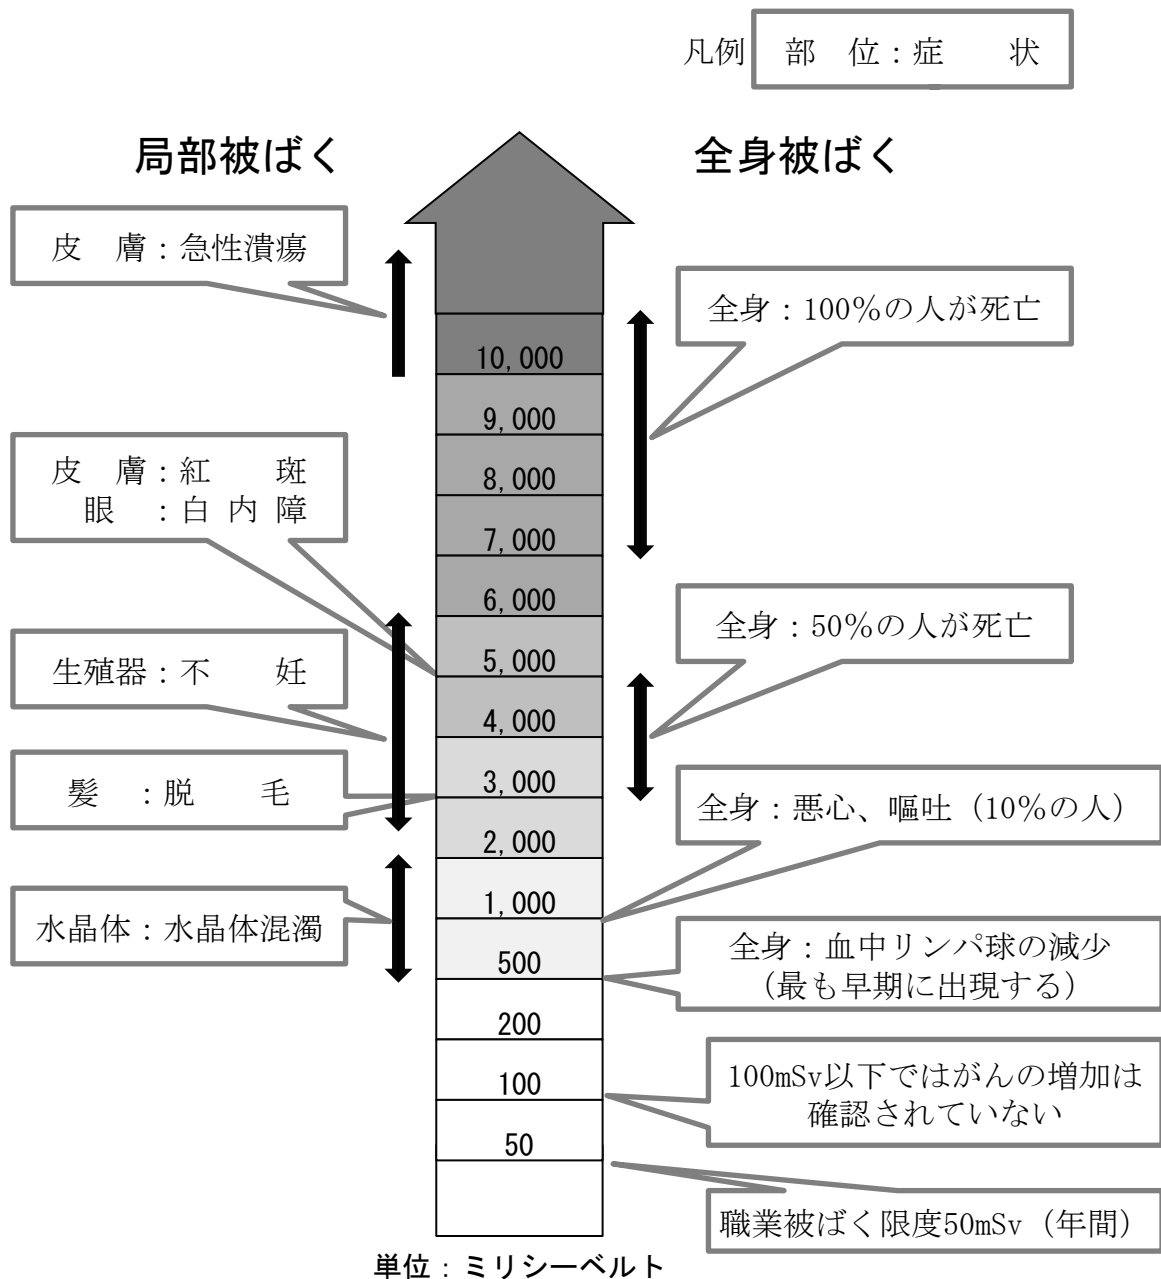 凡例
部　位：症　　状
局部被ばく
全身被ばく
皮　膚：急性潰瘍
皮　膚：紅　　斑
眼　：白 内 障
生殖器：不　　妊
髪　：脱　　毛
水晶体：水晶体混濁
10,000
9,000
8,000
7,000
6,000
5,000
4,000
3,000
2,000
1,000
500
200
100
50
全身：100％の人が死亡
全身：50％の人が死亡
全身：悪心、嘔吐（10％の人）
全身：血中リンパ球の減少
（最も早期に出現する）
100mSv以下ではがんの増加は
確認されていない
職業被ばく限度50mSv（年間）
単位：ミリシーベルト